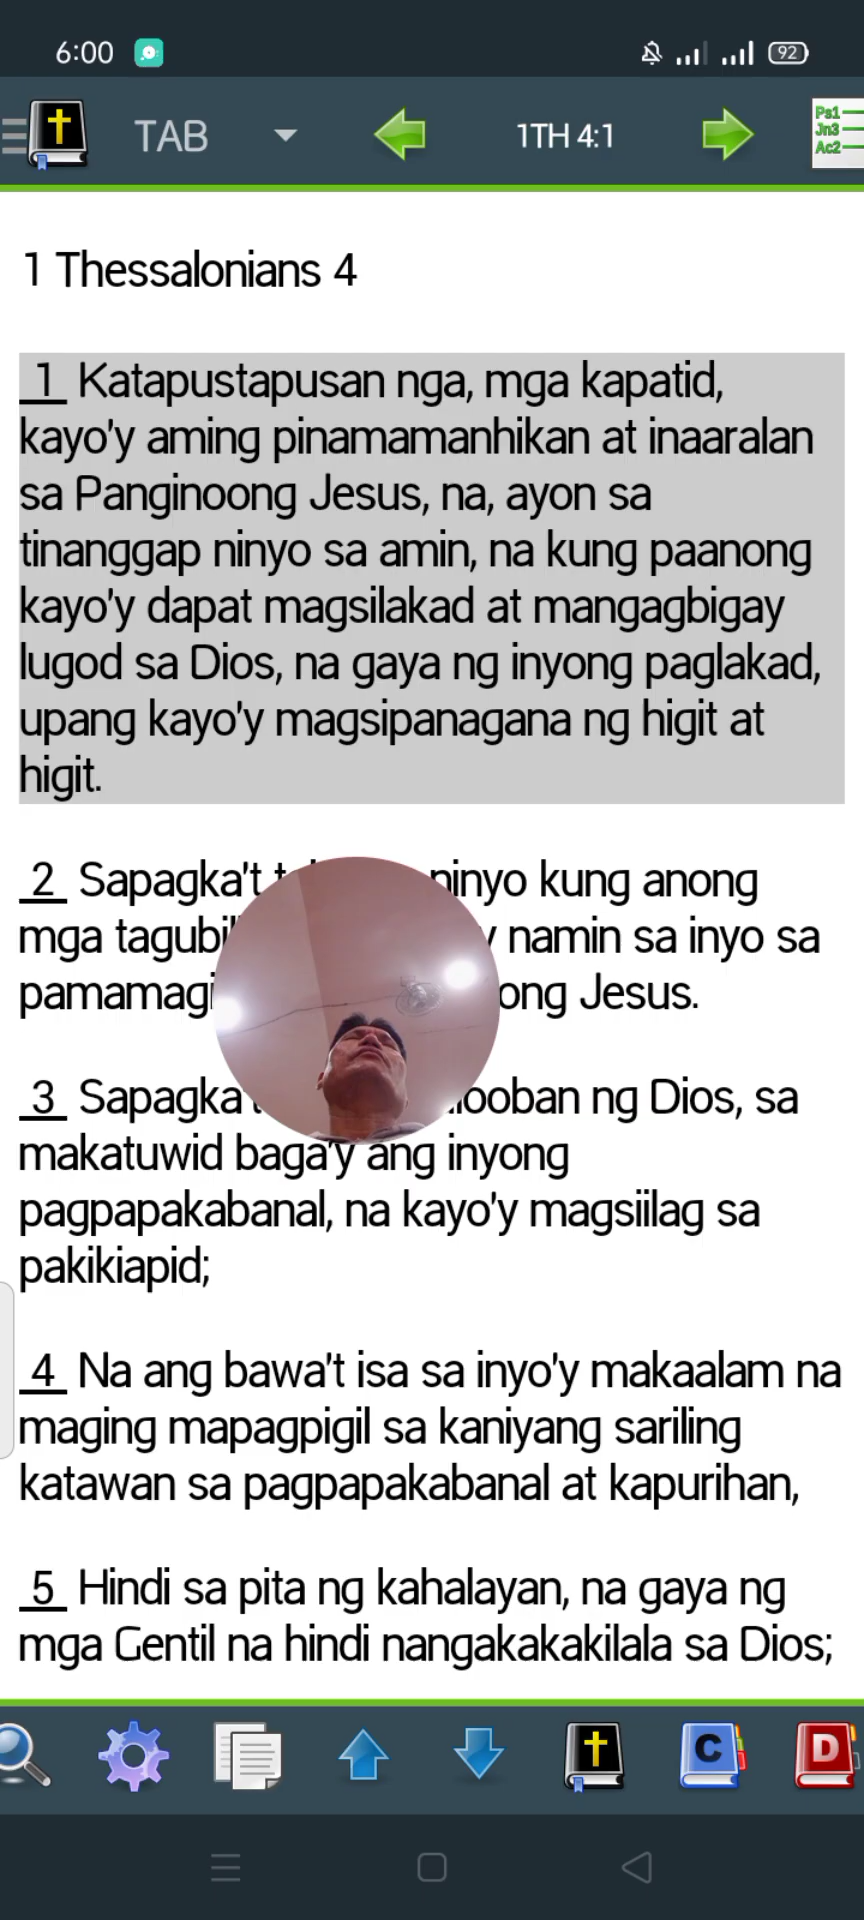 6:00
92
TAB
1TH 4:1
Ps1
Jn3
Ac2
1 Thessalonians 4
1 Katapustapusan nga, mga kapatid,
kayo'y aming pinamamanhikan at inaaralan
sa Panginoong Jesus, na, ayon sa
tinanggap ninyo sa amin, na kung paanong
kayo'y dapat magsilakad at mangagbigay
lugod sa Dios, na gaya ng inyong paglakad,
upang kayo'y magsipanagana ng higit at
higit.
2 Sapagka't ninyo kung anong
mga namin sa inyo sa
Jesus.
3 ng Dios, sa
makatuwid baga'y ang inyong
pagpapakabanal, na kayo'y magsiilag sa
pakikiapid;
4 Na ang bawa't isa sa inyo'y makaalam na
maging mapagpigil sa kaniyang sariling
katawan sa pagpapakabanal at kapurihan,
5 Hindi sa pita ng kahalayan, na gaya ng
mga Gentil na hindi nangakakakilala sa Dios;
C
D